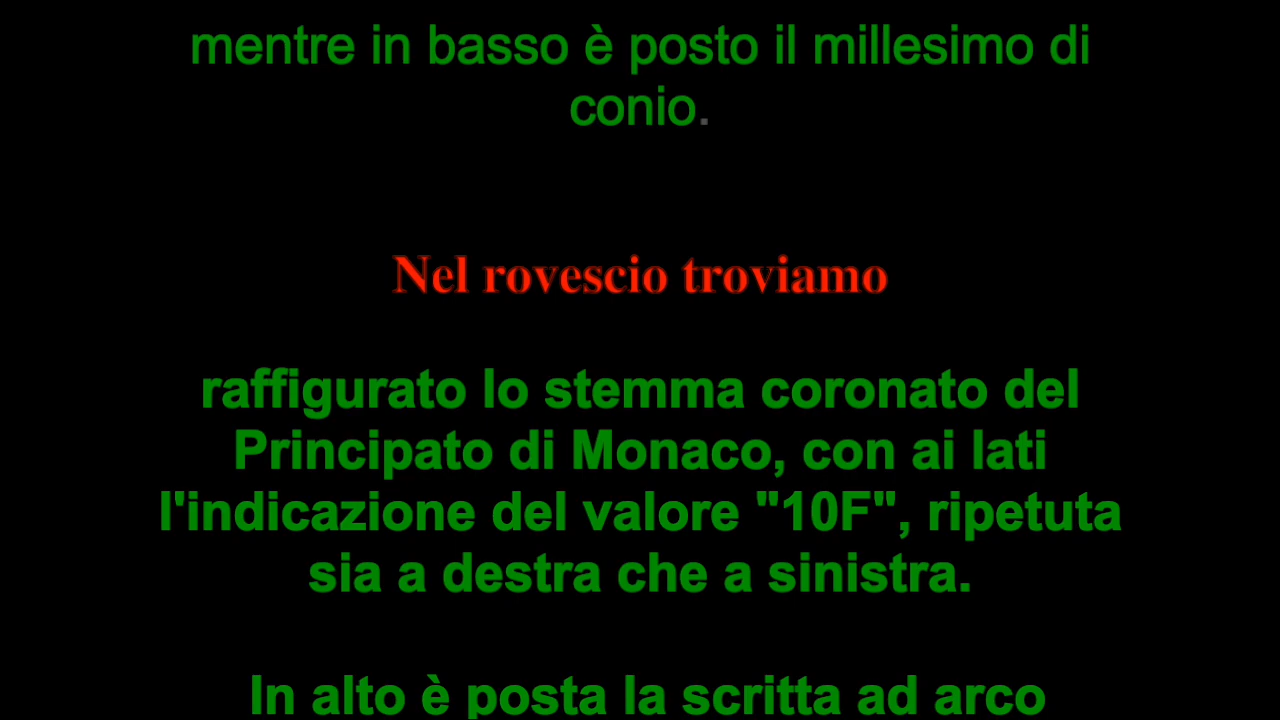 mentre in basso è posto il millesimo di
conio.
Nel rovescio troviamo
raffigurato lo stemma coronato del
Principato di Monaco, con ai lati
l'indicazione del valore "10F", ripetuta
sia a destra che a sinistra.
In alto è posta la scritta ad arco